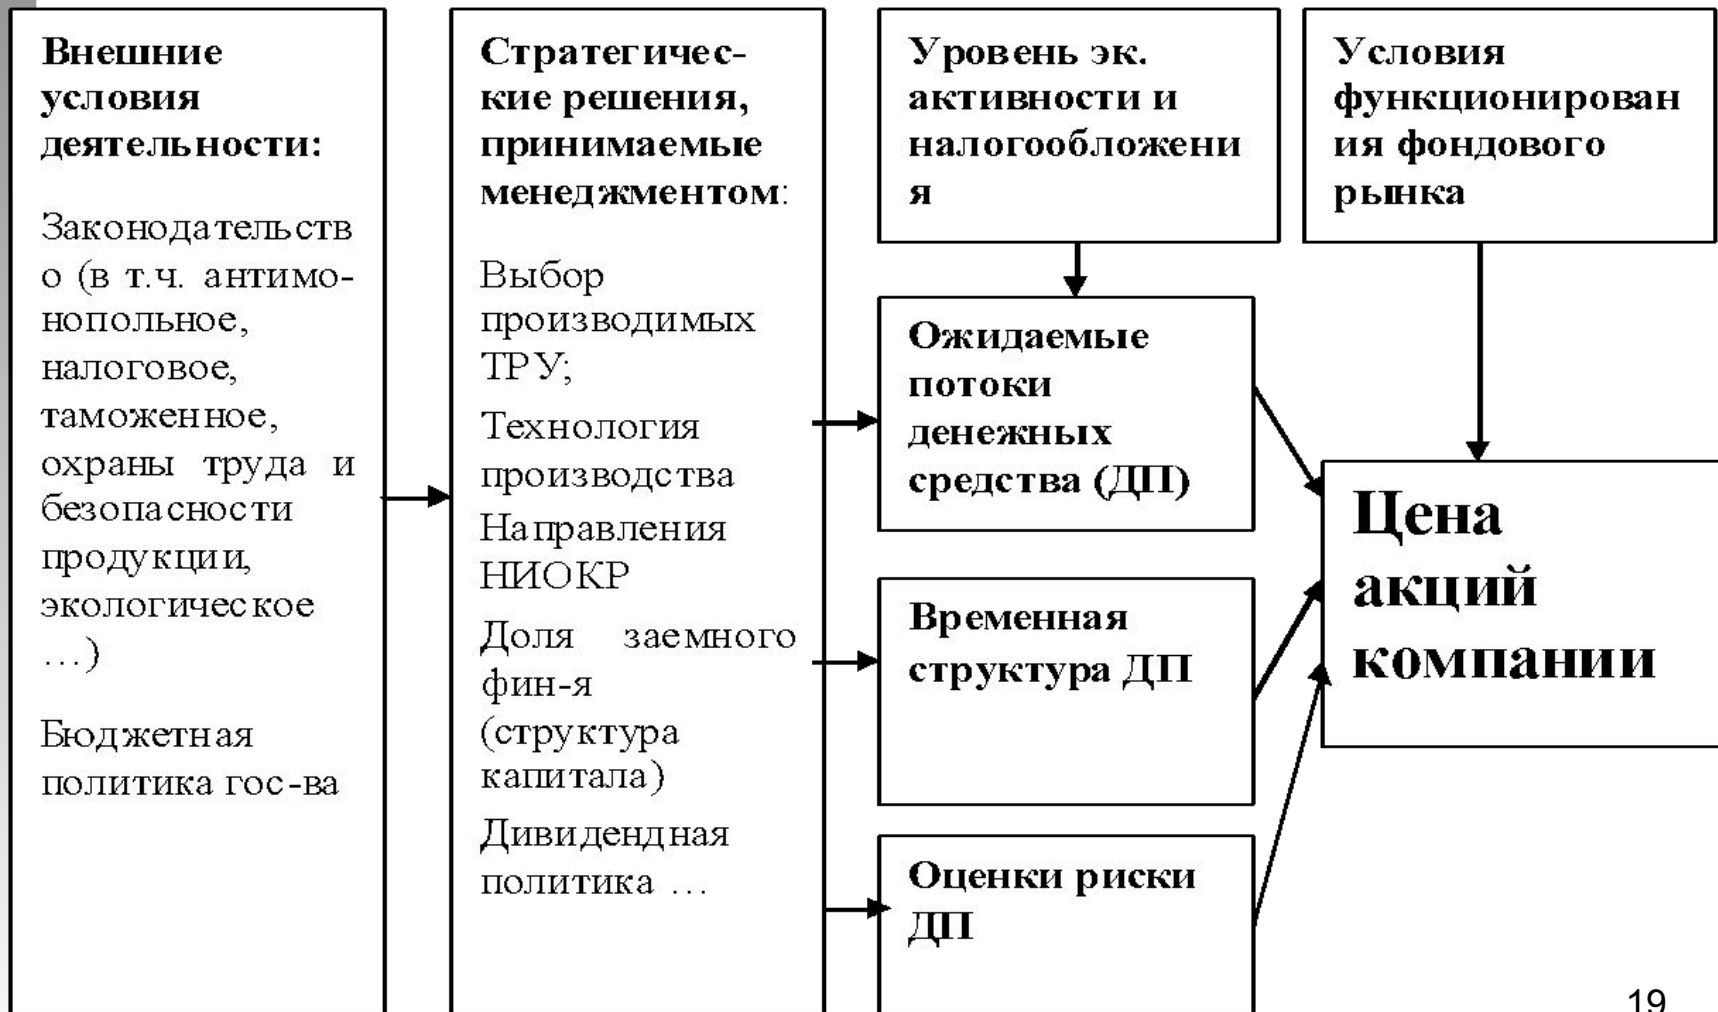 Внешние
условия
деятельности:
Законодательств
о (в т.ч. антимо-
нопольное,
налоговое,
таможенное,
охраны труда и
безопасности
продукции,
экологическое
…)
Бюджетная
политика гос-ва
Стратегичес-
кие решения,
принимаемые
менеджментом:
Выбор
производимых
ТРУ;
Технология
производства
Направления
НИОКР
Доля заемного
фин-я
(структура
капитала)
Дивидендная
политика …
Уровень эк.
активности и
налогообложени
я
Ожидаемые
потоки
денежных
средства (ДП)
Временная
структура ДП
Оценки риски
ДП
Условия
функционирован
ия фондового
рынка
Цена
акций
компании
19